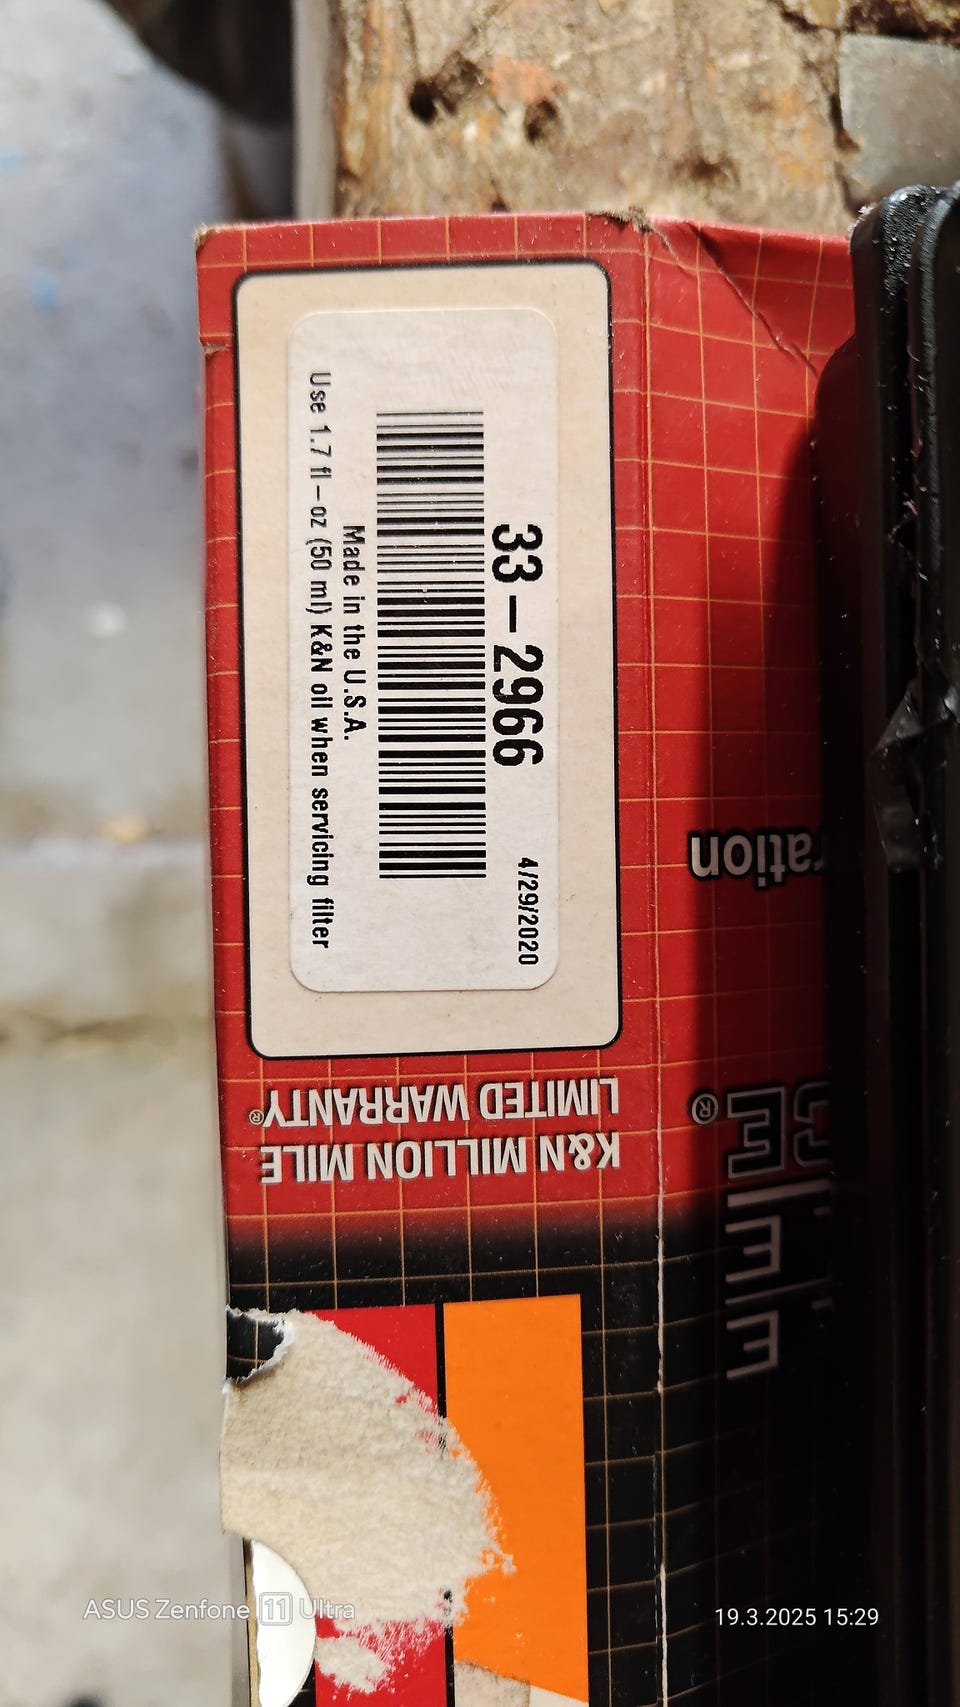 33-2966
4/29/2020
Made in the U.S.A.
Use 1.7 fl-oz (50 ml) K&N oil when servicing filter
K&N MILLION MILE
LIMITED WARRANTY®
ration
®
ASUS Zenfone 11 Ultra
19.3.2025 15:29